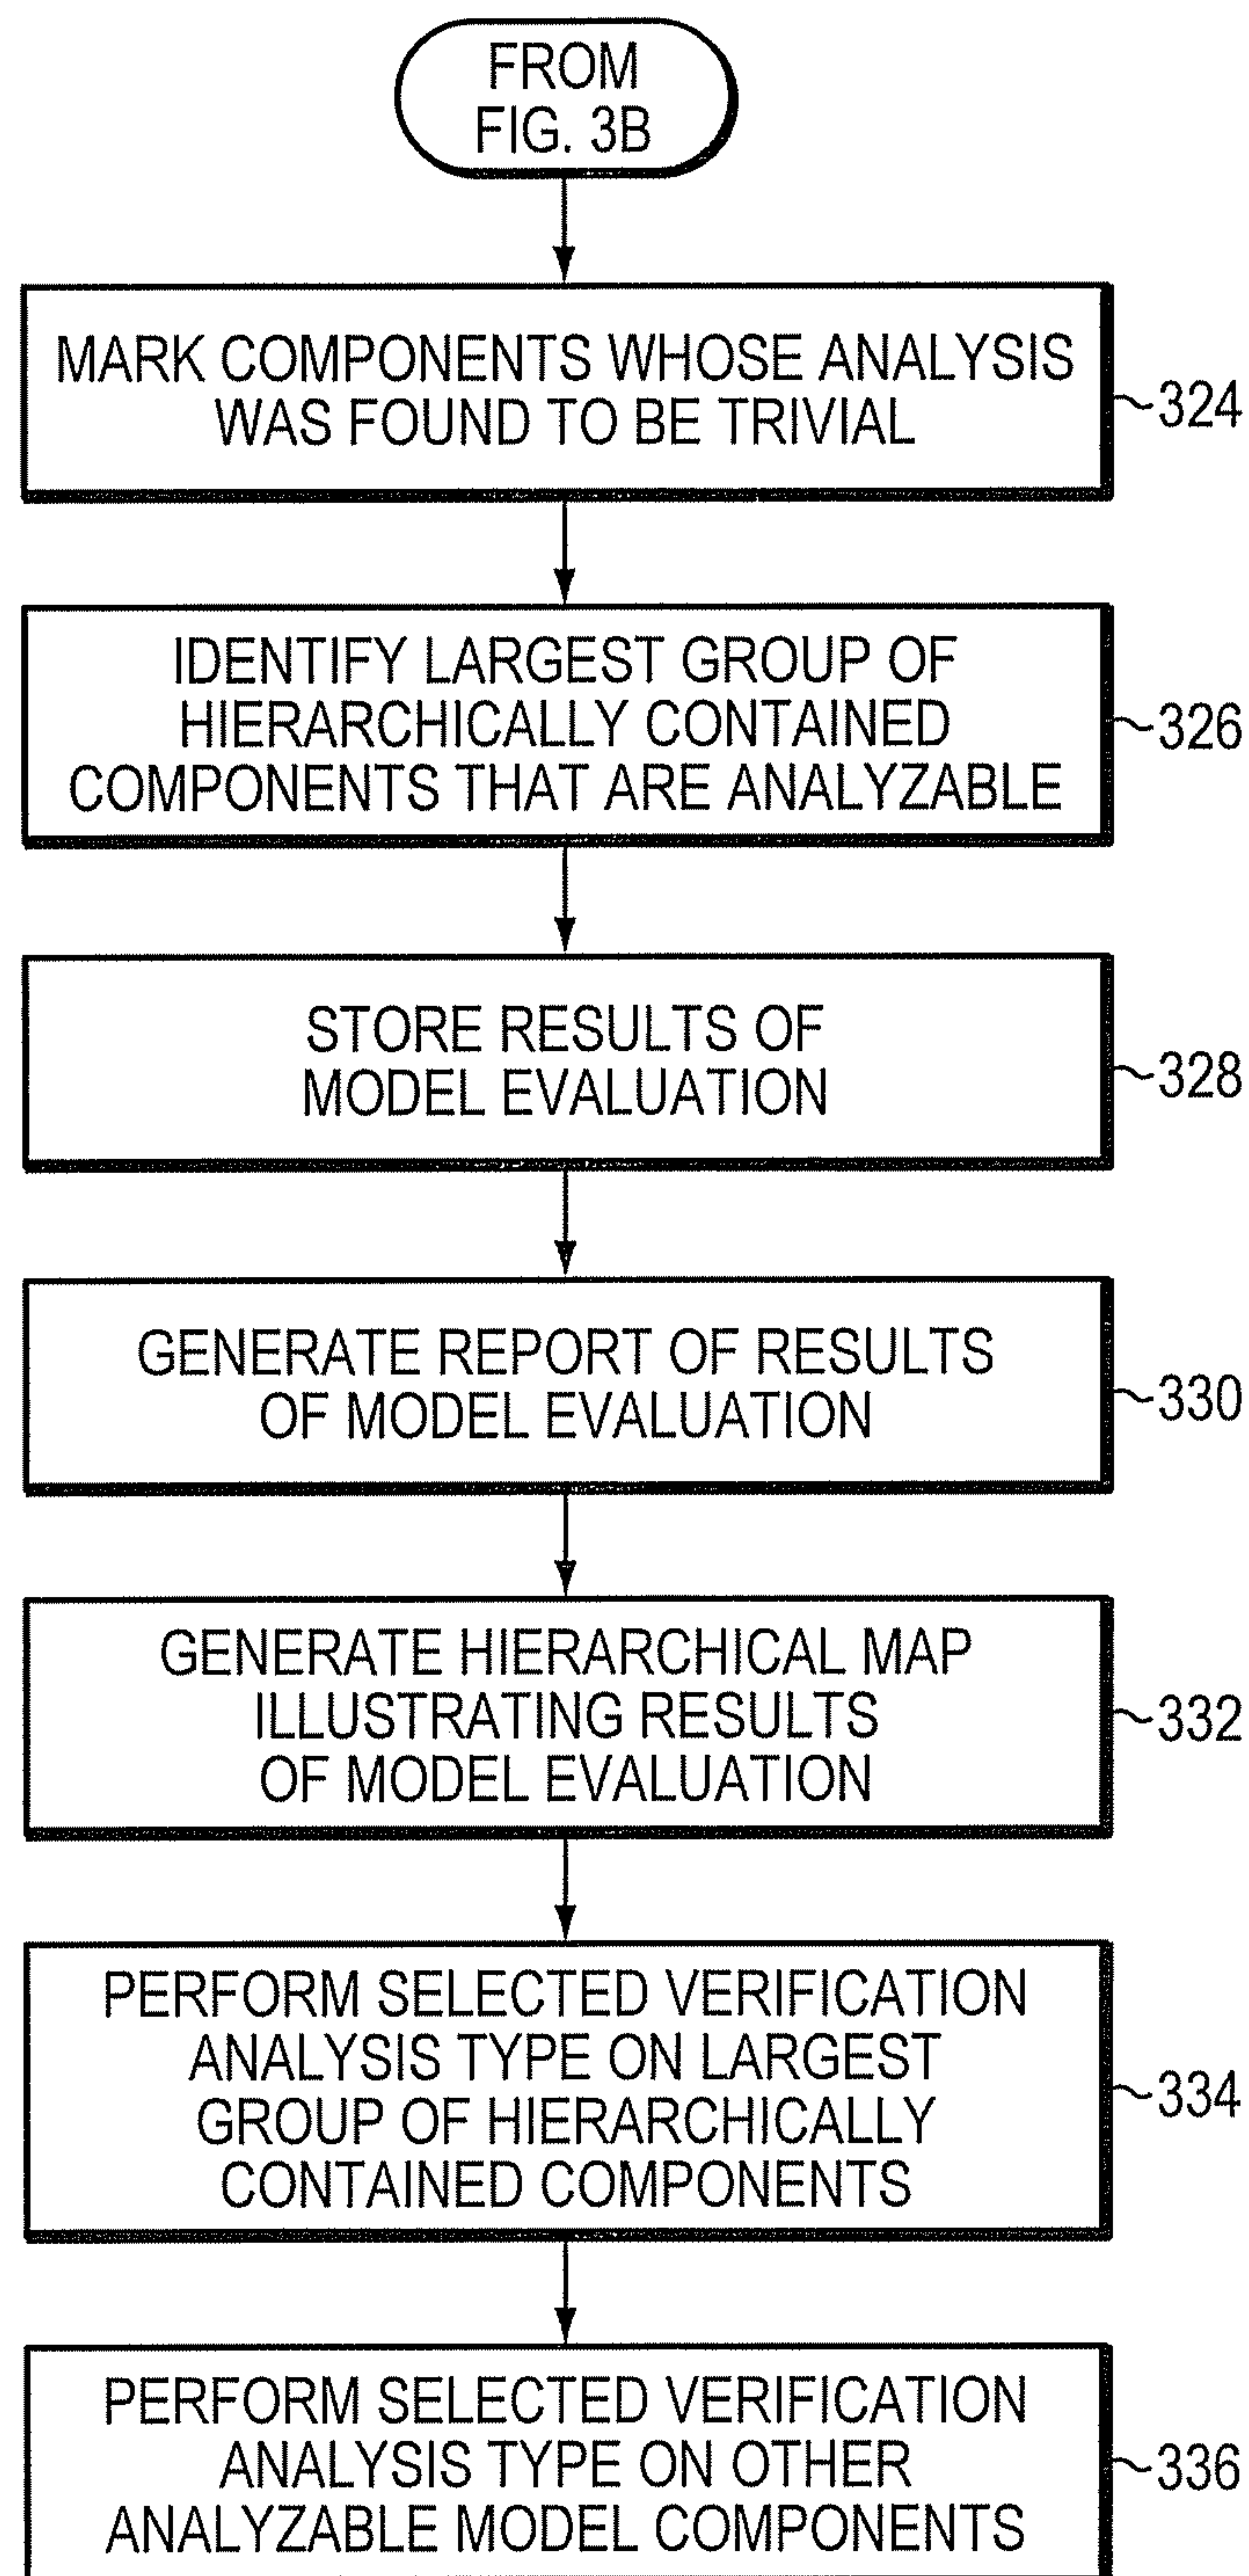 FROM
FIG. 3B
MARK COMPONENTS WHOSE ANALYSIS
WAS FOUND TO BE TRIVIAL
324
IDENTIFY LARGEST GROUP OF
HIERARCHICALLY CONTAINED
COMPONENTS THAT ARE ANALYZABLE
326
STORE RESULTS OF
MODEL EVALUATION
328
GENERATE REPORT OF RESULTS
OF MODEL EVALUATION
330
GENERATE HIERARCHICAL MAP
ILLUSTRATING RESULTS
OF MODEL EVALUATION
332
PERFORM SELECTED VERIFICATION
ANALYSIS TYPE ON LARGEST
GROUP OF HIERARCHICALLY
CONTAINED COMPONENTS
334
PERFORM SELECTED VERIFICATION
ANALYSIS TYPE ON OTHER
ANALYZABLE MODEL COMPONENTS
336